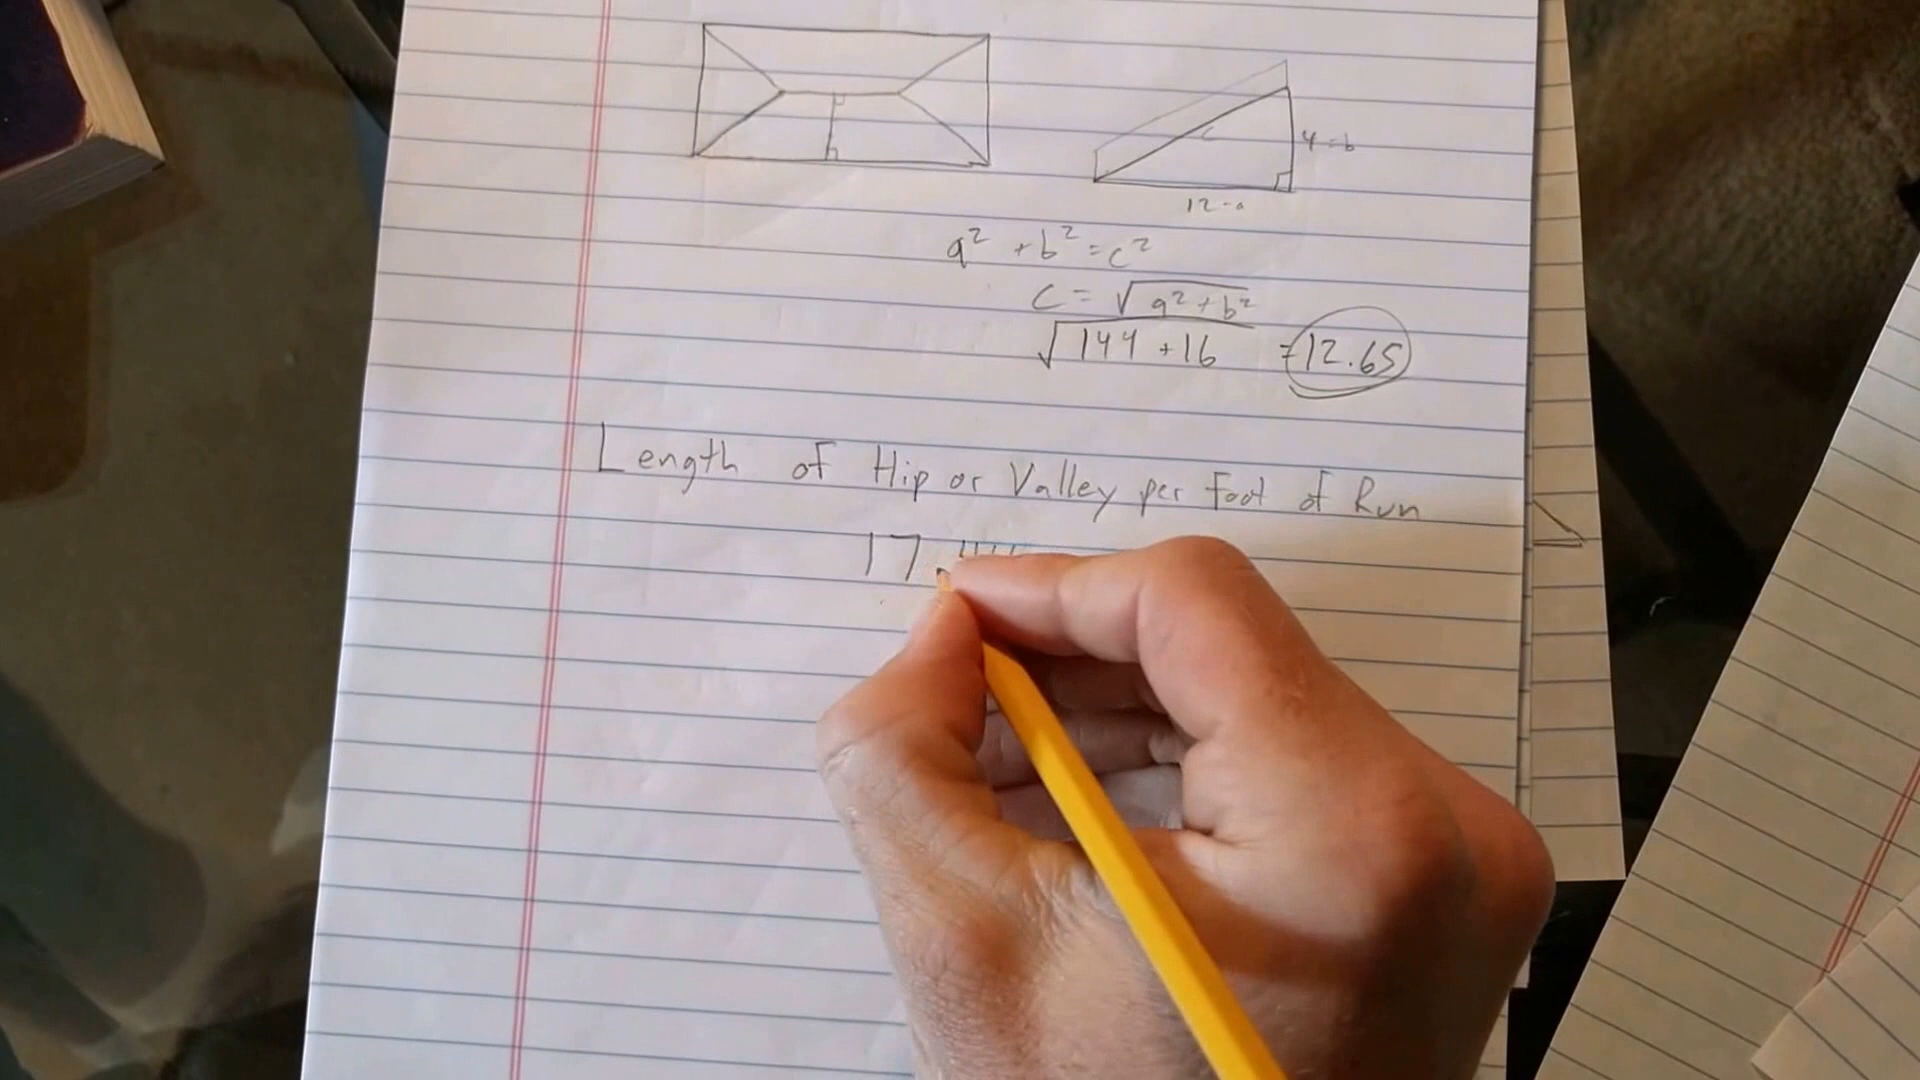 c
4 = b
12 = a
a² + b² = c²
c = √a² + b²
√144 + 16 = 12.65
Length of Hip or Valley per Foot of Run
17.